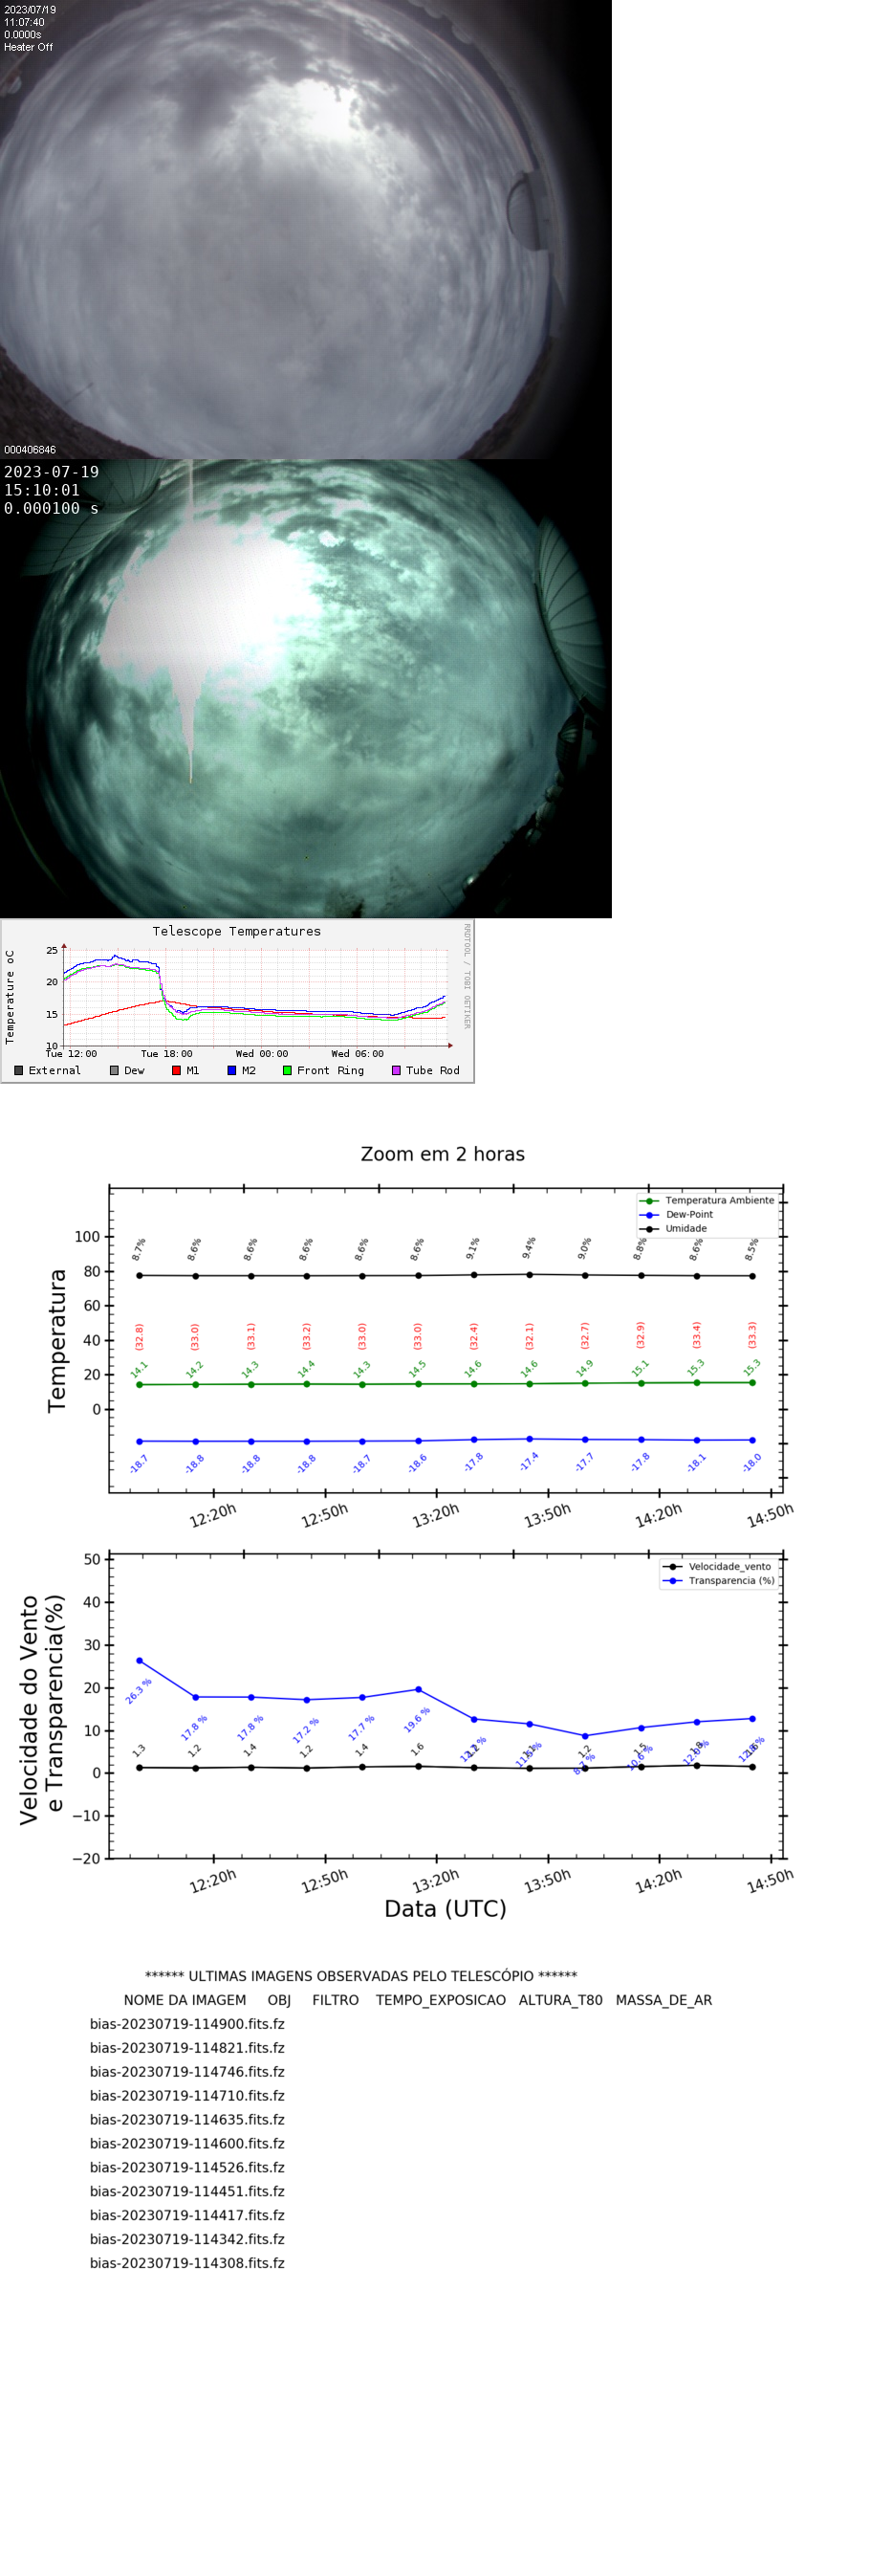 2023/07/19
11:07:40
0.0000s
Heater Off
000406846
2023-07-19
15:10:01
0.000100 s
Telescope Temperatures
RRDTOOL / TOBI OETIKER
Temperature oC
25
20
15
10
Tue 12:00 Tue 18:00 Wed 00:00 Wed 06:00
External Dew M1 M2 Front Ring Tube Rod
Zoom em 2 horas
Temperatura Ambiente
Dew-Point
Umidade
Temperatura
100
80
60
40
20
0
8.7% 8.6% 8.6% 8.6% 8.6% 8.6% 9.1% 9.4% 9.0% 8.8% 8.6% 8.5%
(32.8) (33.0) (33.1) (33.2) (33.0) (33.0) (32.4) (32.1) (32.7) (32.9) (33.4) (33.3)
14.1 14.2 14.3 14.4 14.3 14.5 14.6 14.6 14.9 15.1 15.3 15.3
-18.7 -18.8 -18.8 -18.8 -18.7 -18.6 -17.8 -17.4 -17.7 -17.8 -18.1 -18.0
12:20h 12:50h 13:20h 13:50h 14:20h 14:50h
Velocidade_vento
Transparencia (%)
Velocidade do Vento
e Transparencia(%)
50
40
30
20
10
0
−10
−20
26.3 % 17.8 % 17.8 % 17.2 % 17.7 % 19.6 %
1.3 1.2 1.4 1.2 1.4 1.6 1.2 1.2 1.5
12:20h 12:50h 13:20h 13:50h 14:20h 14:50h
Data (UTC)
****** ULTIMAS IMAGENS OBSERVADAS PELO TELESCÓPIO ******
NOME DA IMAGEM OBJ FILTRO TEMPO_EXPOSICAO ALTURA_T80 MASSA_DE_AR
bias-20230719-114900.fits.fz
bias-20230719-114821.fits.fz
bias-20230719-114746.fits.fz
bias-20230719-114710.fits.fz
bias-20230719-114635.fits.fz
bias-20230719-114600.fits.fz
bias-20230719-114526.fits.fz
bias-20230719-114451.fits.fz
bias-20230719-114417.fits.fz
bias-20230719-114342.fits.fz
bias-20230719-114308.fits.fz